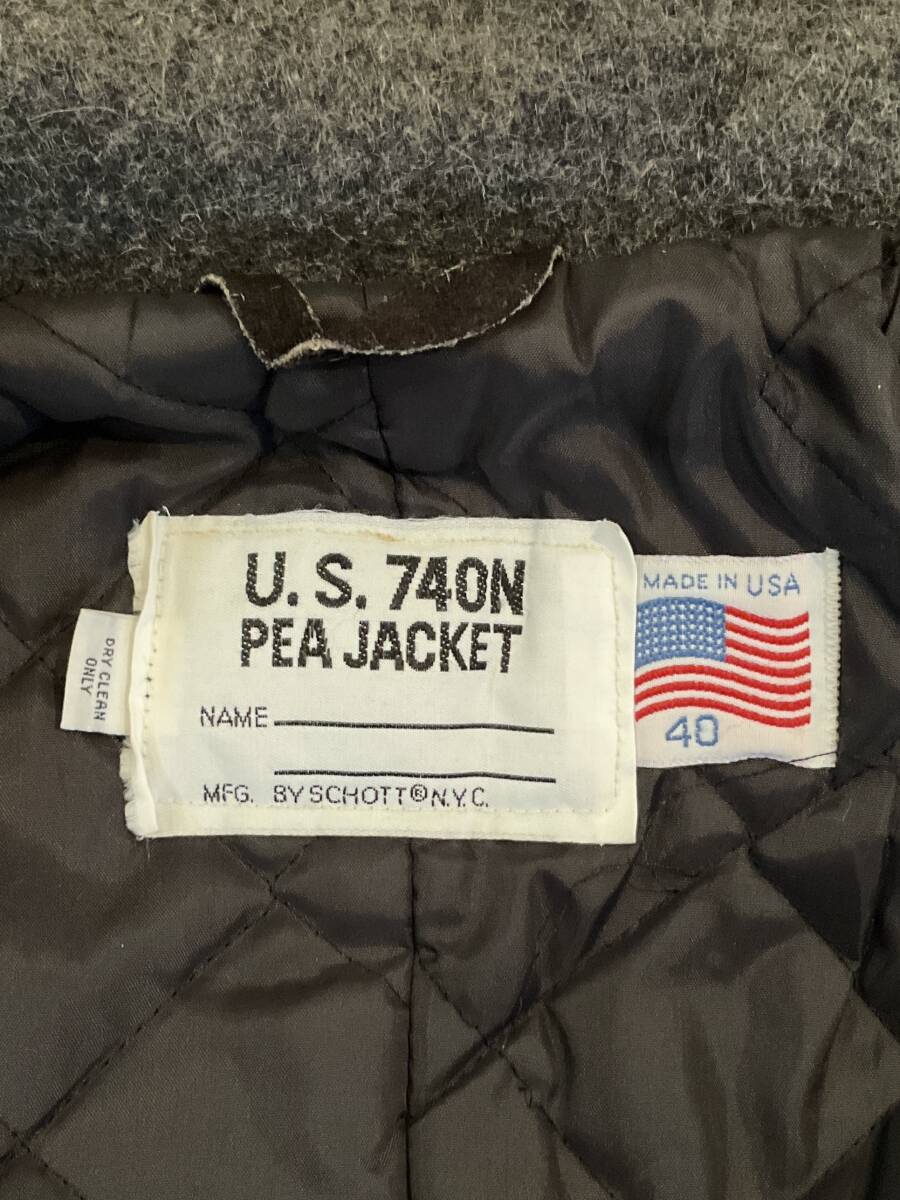 U.S. 740N
PEA JACKET
NAME
MFG. BY SCHOTT® N.Y.C.
DRY CLEAN
ONLY
MADE IN USA
40